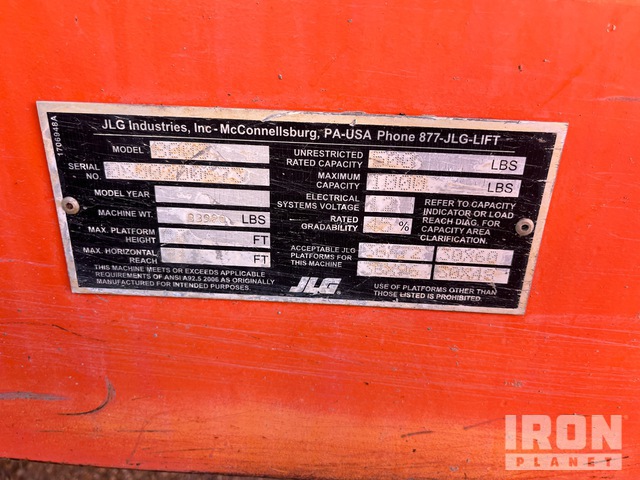 JLG Industries, Inc - McConnellsburg, PA-USA Phone 877-JLG-LIFT
1706948A
MODEL
SERIAL NO.
MODEL YEAR
MACHINE WT. LBS
MAX. PLATFORM HEIGHT FT
MAX. HORIZONTAL REACH FT
THIS MACHINE MEETS OR EXCEEDS APPLICABLE
REQUIREMENTS OF ANSI A92.5 2006 AS ORIGINALLY
MANUFACTURED FOR INTENDED PURPOSES.
UNRESTRICTED RATED CAPACITY LBS
MAXIMUM CAPACITY LBS
ELECTRICAL SYSTEMS VOLTAGE
RATED GRADABILITY %
REFER TO CAPACITY
INDICATOR OR LOAD
REACH DIAG. FOR
CAPACITY AREA
CLARIFICATION.
ACCEPTABLE JLG
PLATFORMS FOR
THIS MACHINE
JLG
USE OF PLATFORMS OTHER THAN
THOSE LISTED IS PROHIBITED.
IRON
PLANET